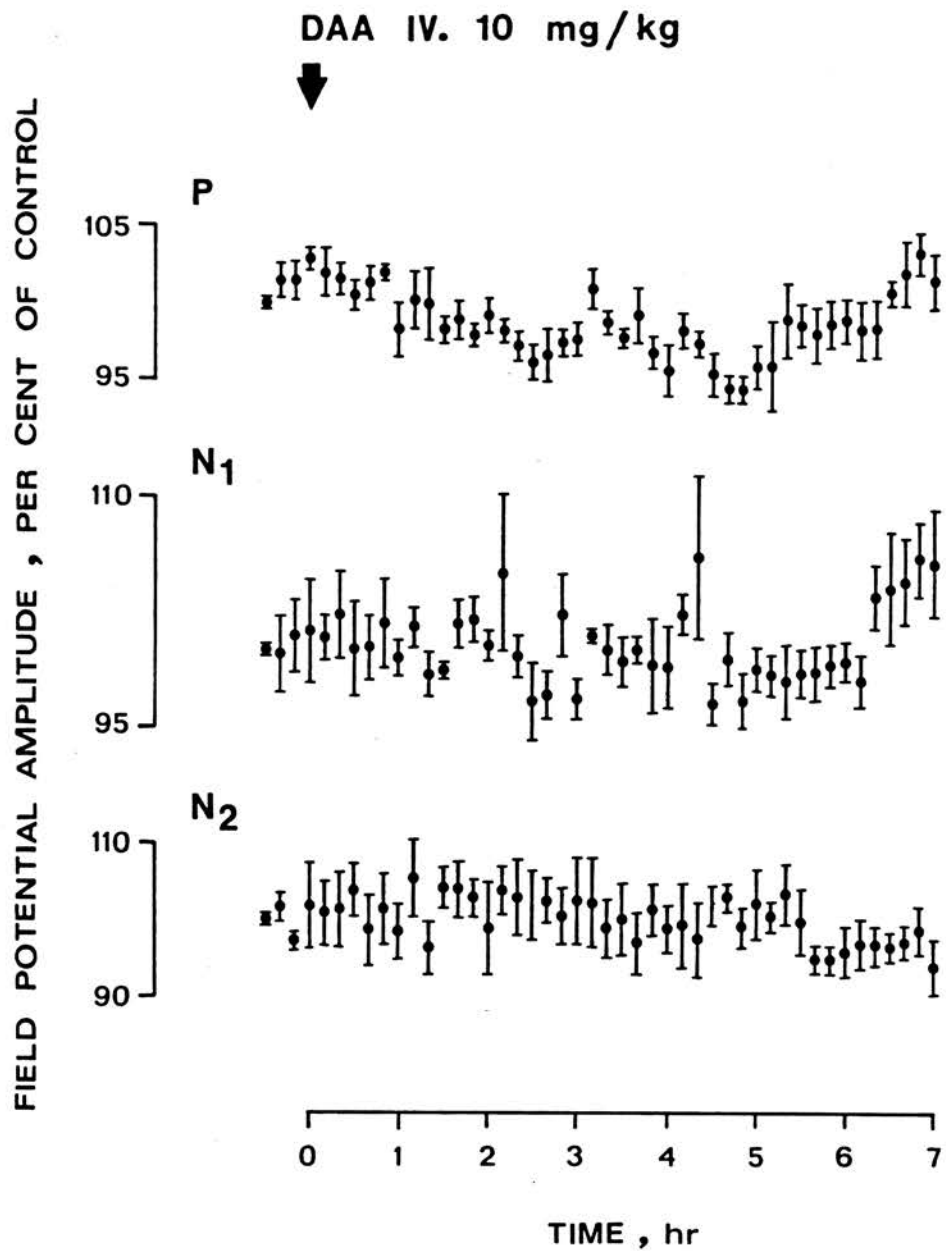 DAA IV. 10 mg/kg
FIELD POTENTIAL AMPLITUDE , PER CENT OF CONTROL
P
105
95
N1
110
95
N2
110
90
0 1 2 3 4 5 6 7
TIME , hr